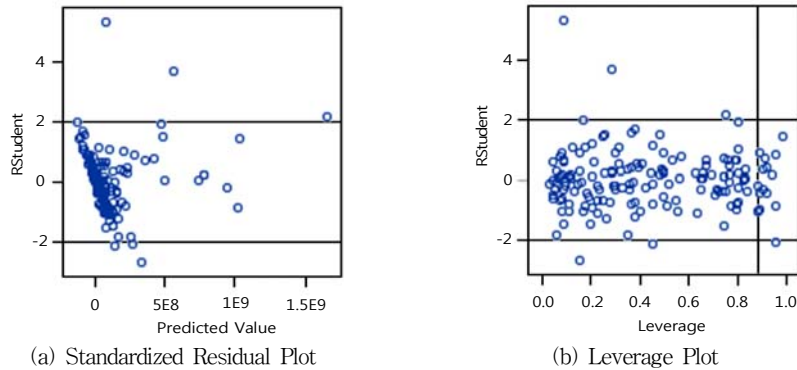 4
2
0
-2
RStudent
0
5E8
1E9
1.5E9
Predicted Value
(a) Standardized Residual Plot
4
2
0
-2
RStudent
0.0
0.2
0.4
0.6
0.8
1.0
Leverage
(b) Leverage Plot